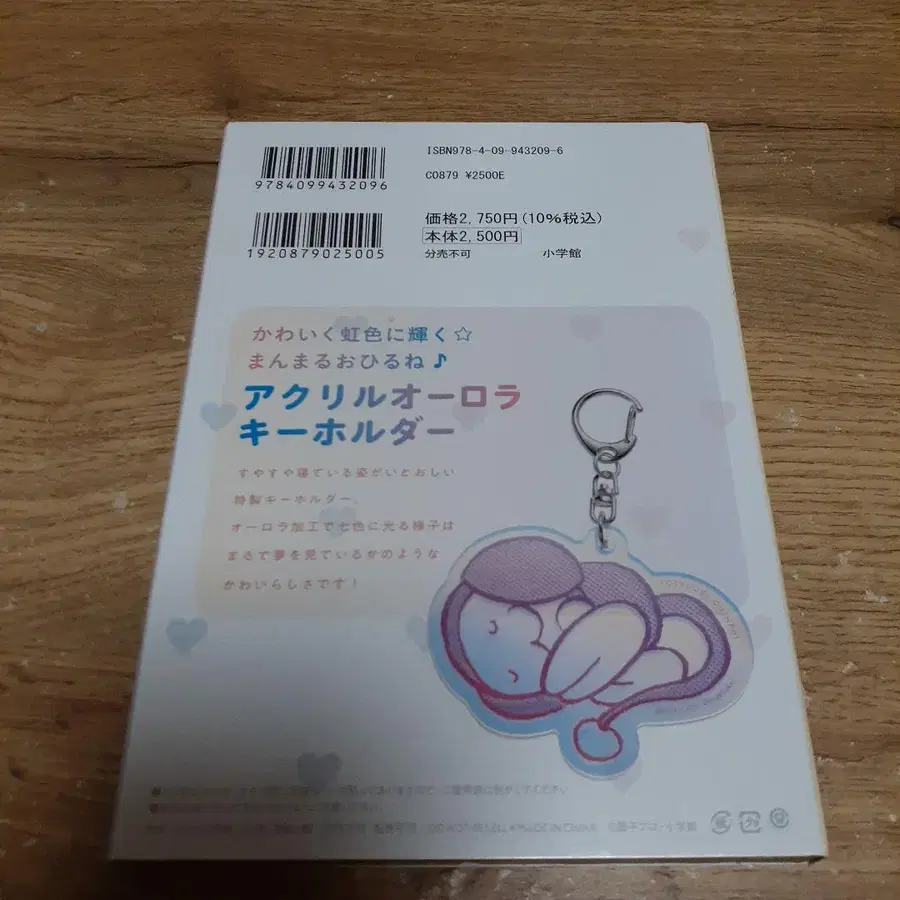 ISBN978-4-09-943209-6
9784099432096
C0879 ¥2500E
価格2,750円(10%税込)
本体2,500円
1920879025005
分売不可 小学館
かわいく虹色に輝く☆
まんまるおひるね♪
アクリルオーロラ
キーホルダー
すやすや寝ている姿がいとおしい
特製キーホルダー。
オーロラ加工で七色に光る様子は
まるで夢を見ているかのような
かわいらしさです!